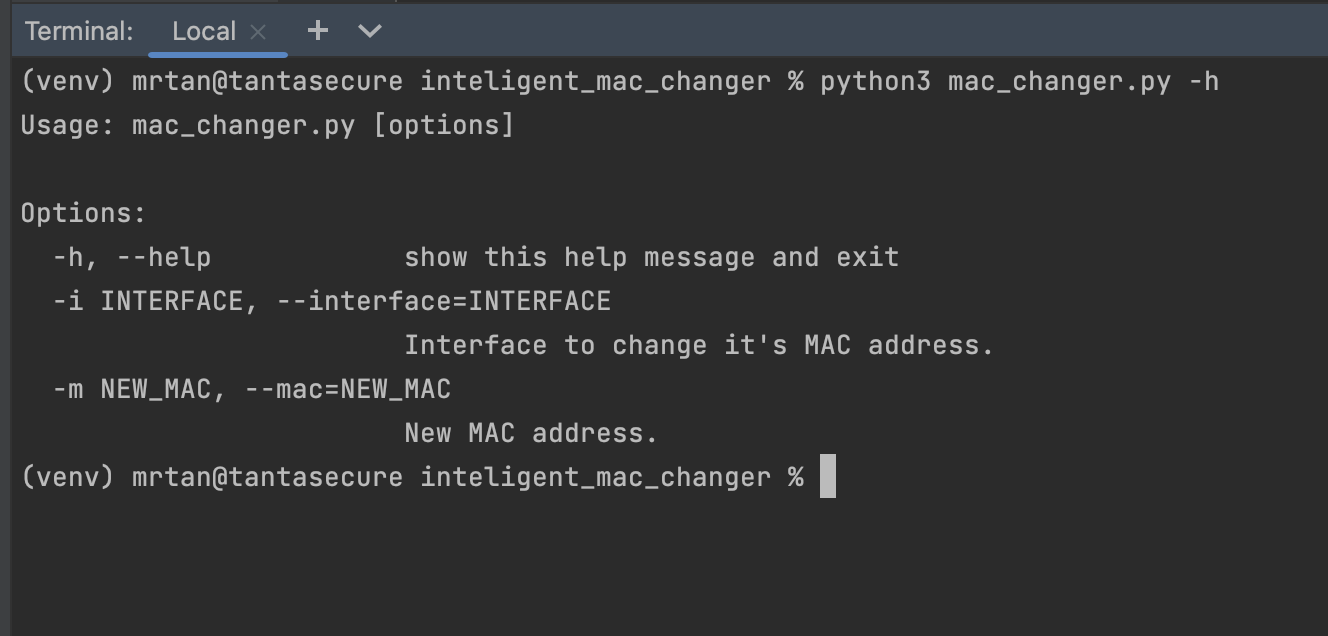 Terminal: Local × + 
(venv) mrtan@tantasecure inteligent_mac_changer % python3 mac_changer.py -h
Usage: mac_changer.py [options]
Options:
-h, --help show this help message and exit
-i INTERFACE, --interface=INTERFACE
Interface to change it's MAC address.
-m NEW_MAC, --mac=NEW_MAC
New MAC address.
(venv) mrtan@tantasecure inteligent_mac_changer %